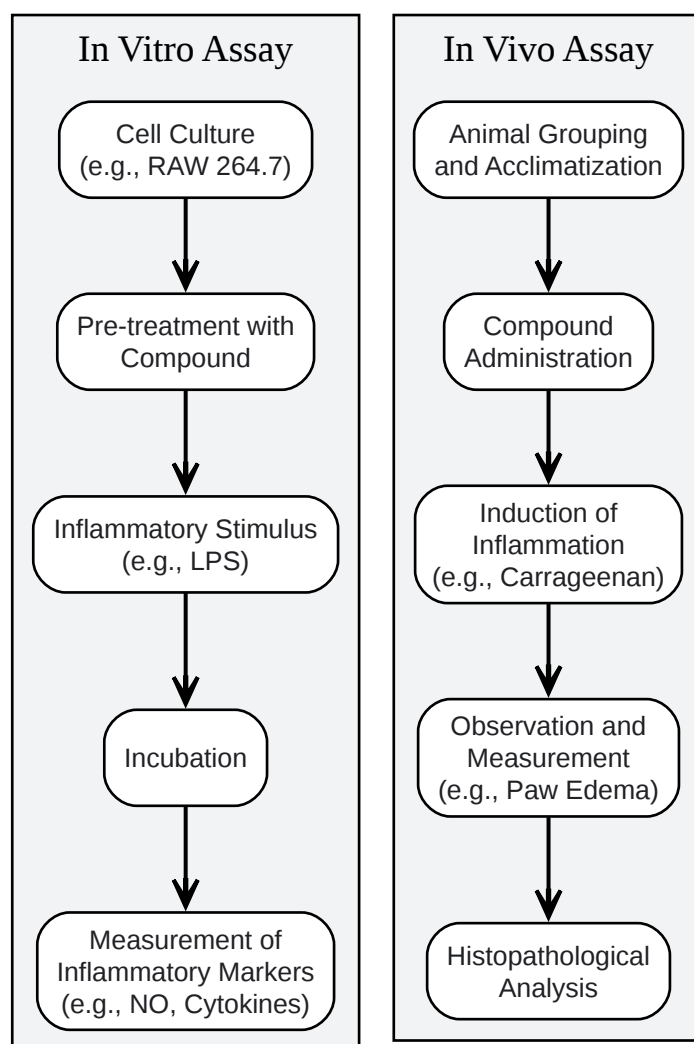 In Vitro Assay
Cell Culture
(e.g., RAW 264.7)
Pre-treatment with
Compound
Inflammatory Stimulus
(e.g., LPS)
Incubation
Measurement of
Inflammatory Markers
(e.g., NO, Cytokines)
In Vivo Assay
Animal Grouping
and Acclimatization
Compound
Administration
Induction of
Inflammation
(e.g., Carrageenan)
Observation and
Measurement
(e.g., Paw Edema)
Histopathological
Analysis